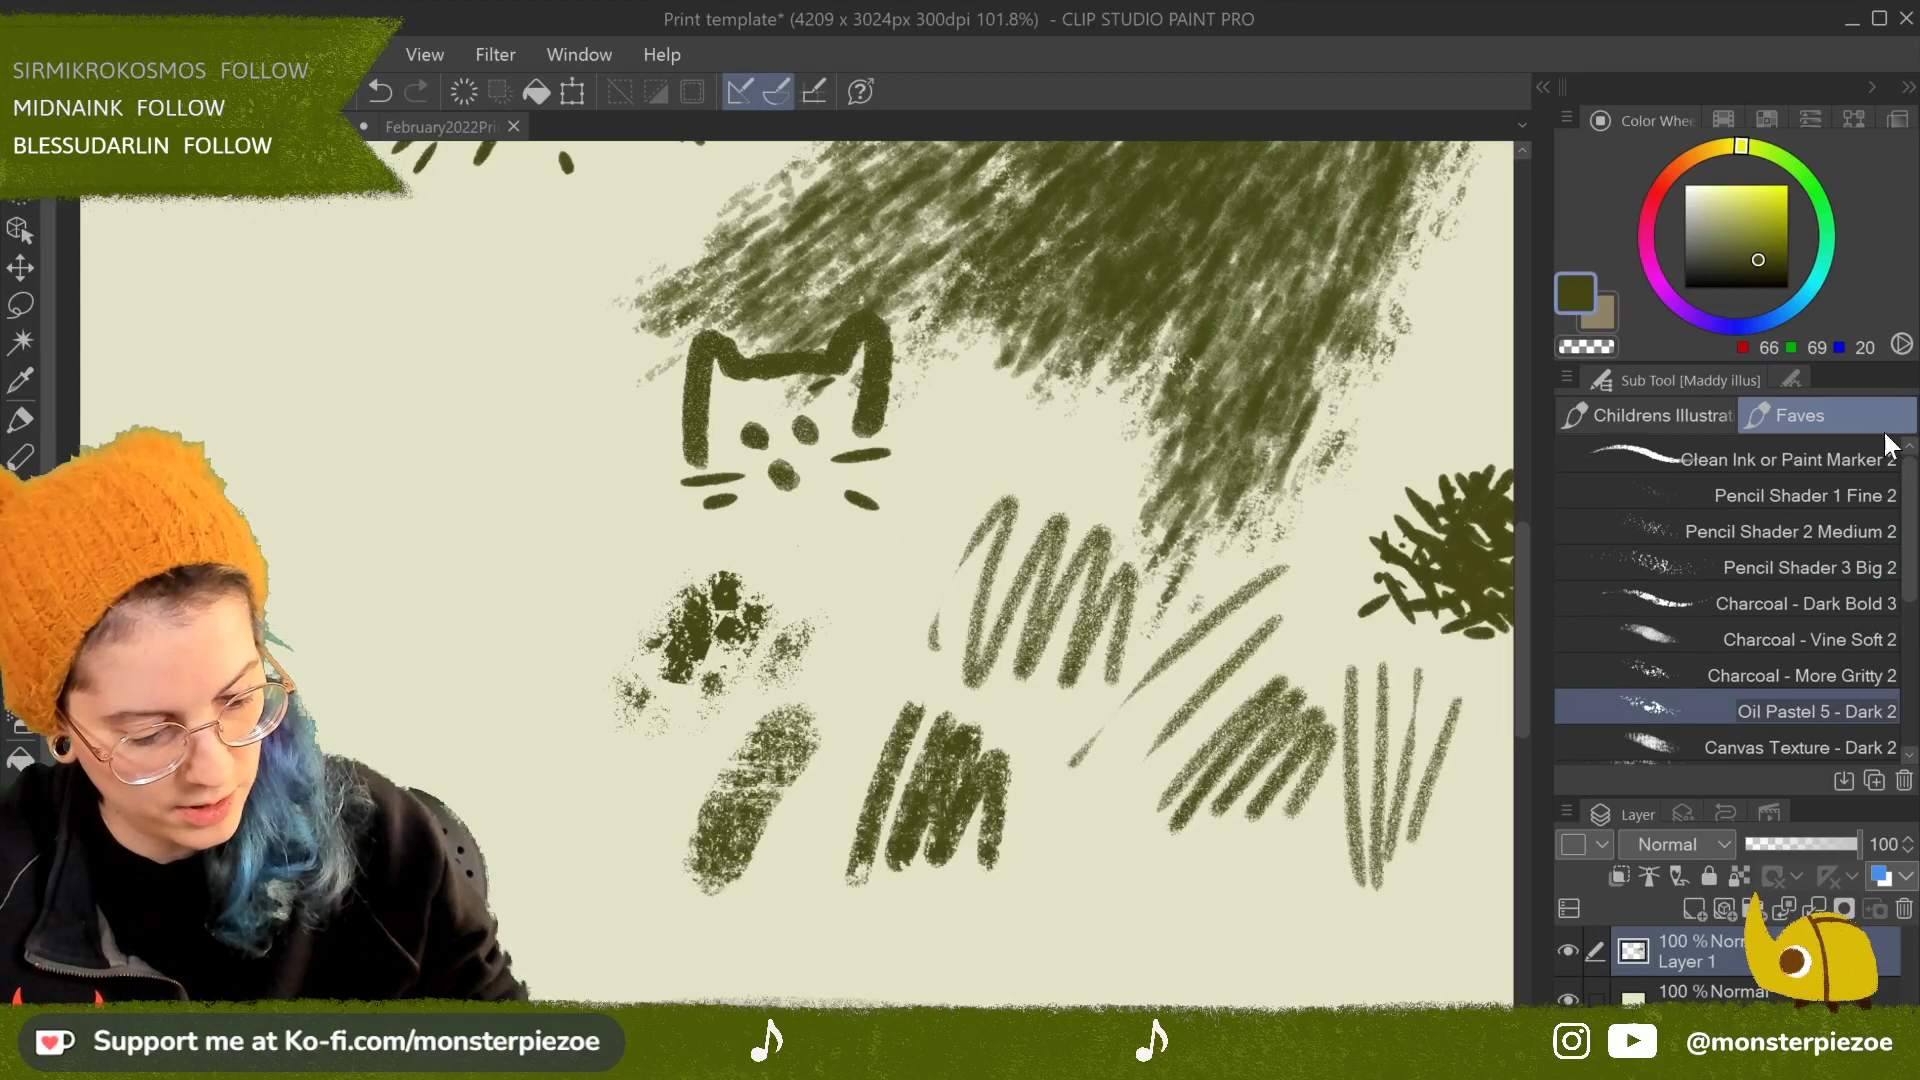 Print template* (4209 x 3024px 300dpi 101.8%) - CLIP STUDIO PAINT PRO
View Filter Window Help
SIRMIKROKOSMOS FOLLOW
MIDNAINK FOLLOW
BLESSUDARLIN FOLLOW
February2022Pri
Color Whee
66 69 20
Sub Tool [Maddy illus]
Childrens Illustrat Faves
Clean Ink or Paint Marker 2
Pencil Shader 1 Fine 2
Pencil Shader 2 Medium 2
Pencil Shader 3 Big 2
Charcoal - Dark Bold 3
Charcoal - Vine Soft 2
Charcoal - More Gritty 2
Oil Pastel 5 - Dark 2
Canvas Texture - Dark 2
Layer
Normal 100
100 % Nor
Layer 1
100 % Normal
Support me at Ko-fi.com/monsterpiezoe
@monsterpiezoe